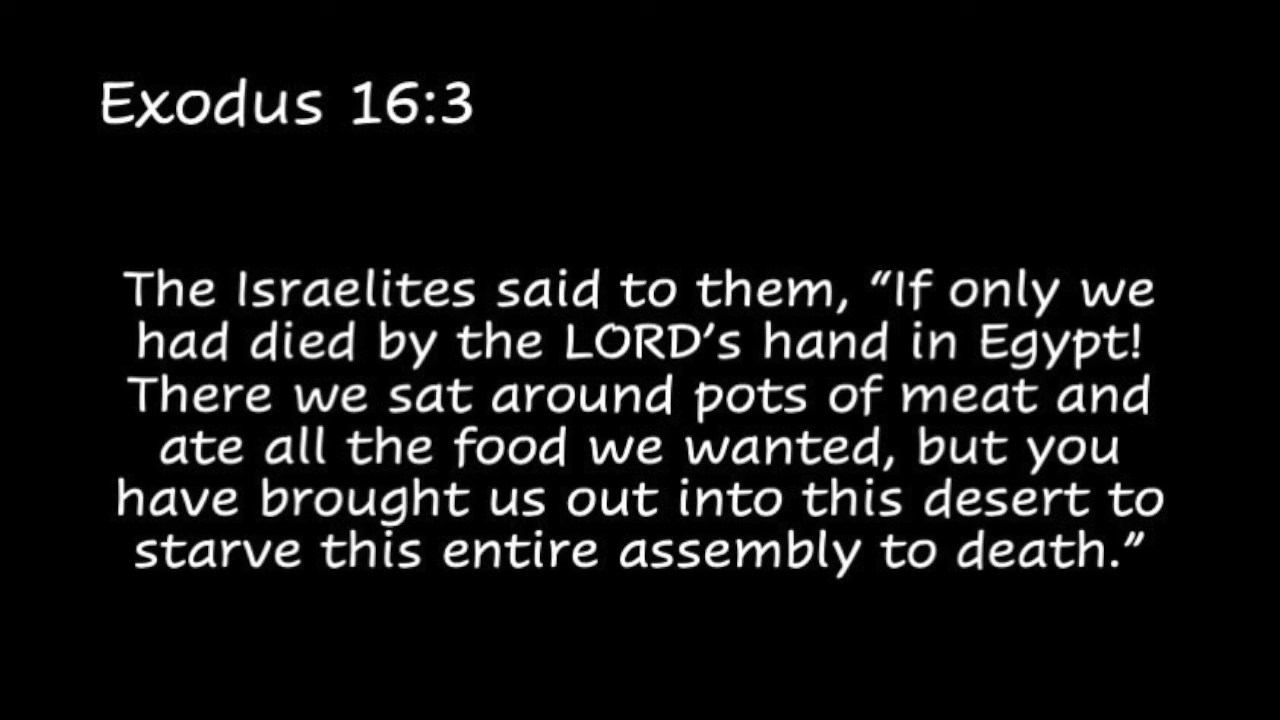 Exodus 16:3
The Israelites said to them, “If only we
had died by the LORD’s hand in Egypt!
There we sat around pots of meat and
ate all the food we wanted, but you
have brought us out into this desert to
starve this entire assembly to death.”